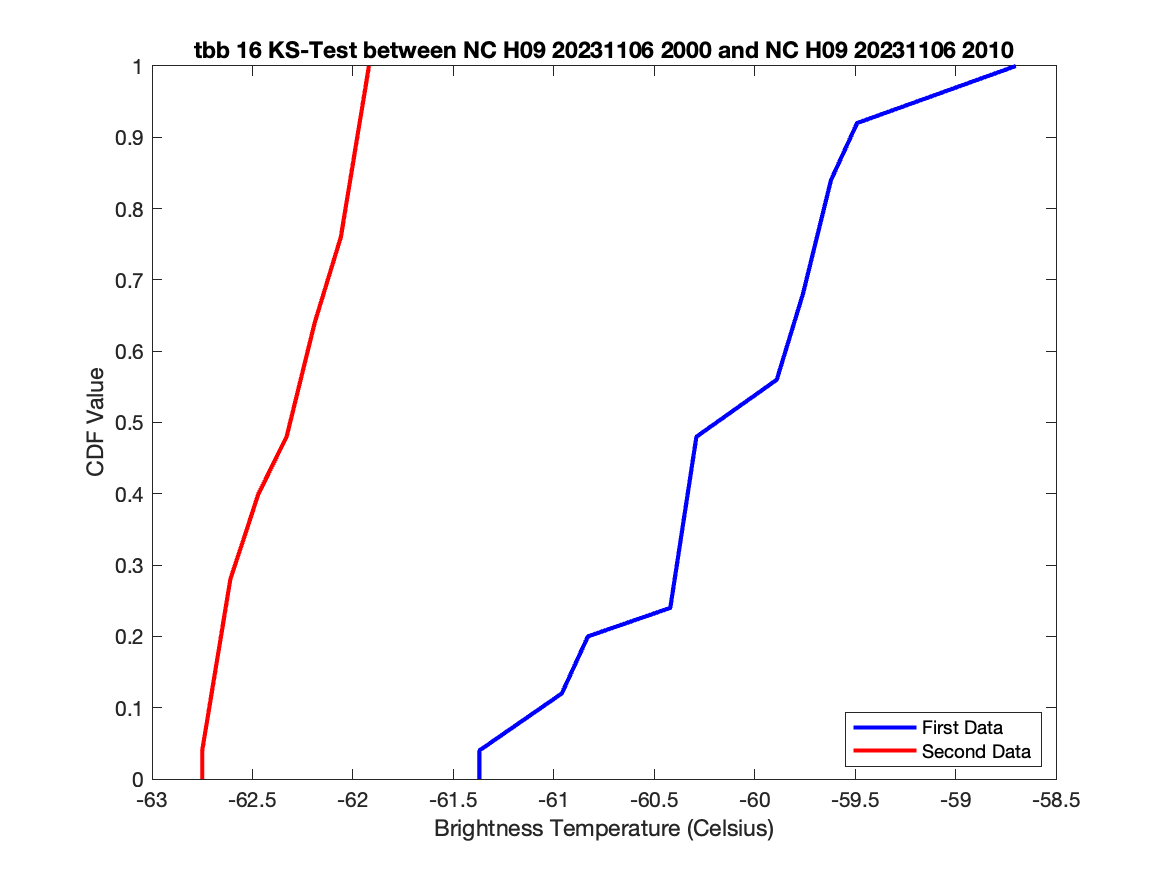 tbb 16 KS-Test between NC H09 20231106 2000 and NC H09 20231106 2010
1
0.9
0.8
0.7
0.6
0.5
0.4
0.3
0.2
0.1
0
CDF Value
First Data
Second Data
-63 -62.5 -62 -61.5 -61 -60.5 -60 -59.5 -59 -58.5
Brightness Temperature (Celsius)